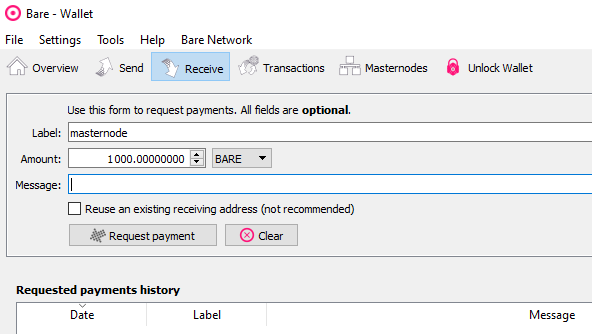 Bare - Wallet
File Settings Tools Help Bare Network
Overview Send Receive Transactions Masternodes Unlock Wallet
Use this form to request payments. All fields are optional.
Label: masternode
Amount: 1000.00000000 BARE
Message:
Reuse an existing receiving address (not recommended)
Request payment Clear
Requested payments history
Date Label Message